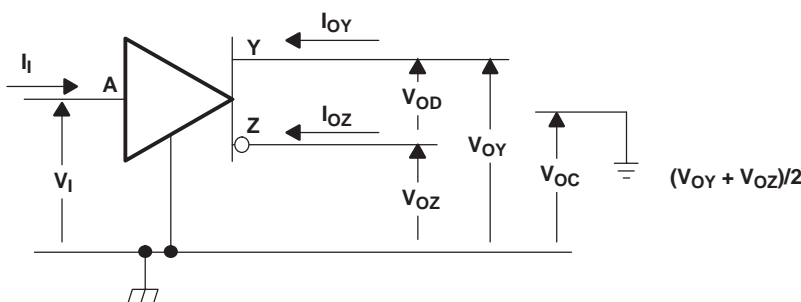 I_OY
I_I
A
Y
V_OD
Z
I_OZ
V_I
V_OY
V_OZ
V_OC
(V_OY + V_OZ)/2